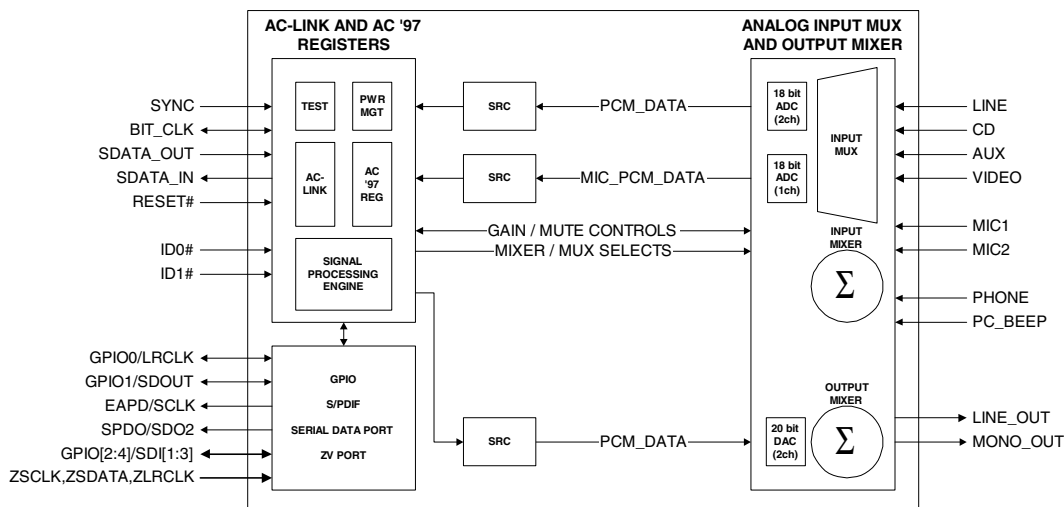 AC-LINK AND AC '97
REGISTERS
ANALOG INPUT MUX
AND OUTPUT MIXER
SYNC
BIT_CLK
SDATA_OUT
SDATA_IN
RESET#
ID0#
ID1#
TEST
PWR
MGT
AC-
LINK
AC
'97
REG
SIGNAL
PROCESSING
ENGINE
SRC
PCM_DATA
SRC
MIC_PCM_DATA
GAIN / MUTE CONTROLS
MIXER / MUX SELECTS
18 bit
ADC
(2ch)
18 bit
ADC
(1ch)
INPUT
MUX
INPUT
MIXER
Σ
LINE
CD
AUX
VIDEO
MIC1
MIC2
PHONE
PC_BEEP
GPIO0/LRCLK
GPIO1/SDOUT
EAPD/SCLK
SPDO/SDO2
GPIO[2:4]/SDI[1:3]
ZSCLK,ZSDATA,ZLRCLK
GPIO
S/PDIF
SERIAL DATA PORT
ZV PORT
SRC
PCM_DATA
20 bit
DAC
(2ch)
OUTPUT
MIXER
Σ
LINE_OUT
MONO_OUT